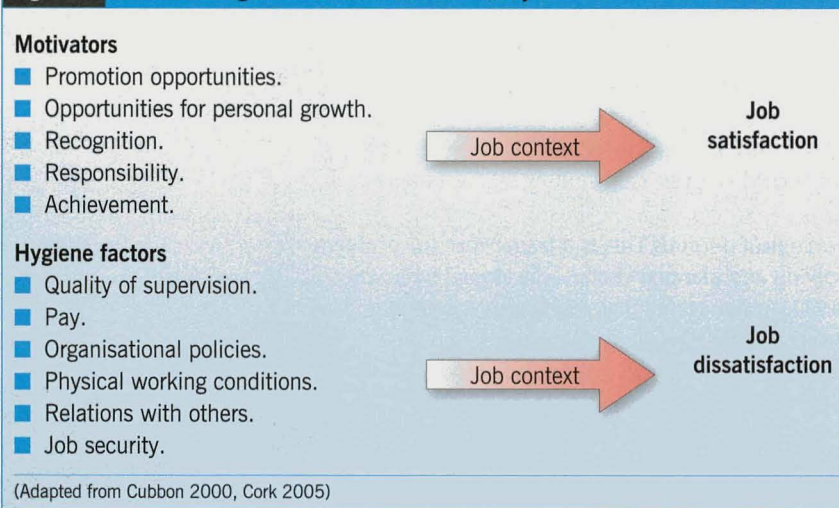 Motivators
Promotion opportunities.
Opportunities for personal growth.
Recognition.
Responsibility.
Achievement.
Job context
Job
satisfaction
Hygiene factors
Quality of supervision.
Pay.
Organisational policies.
Physical working conditions.
Relations with others.
Job security.
Job context
Job
dissatisfaction
(Adapted from Cubbon 2000, Cork 2005)